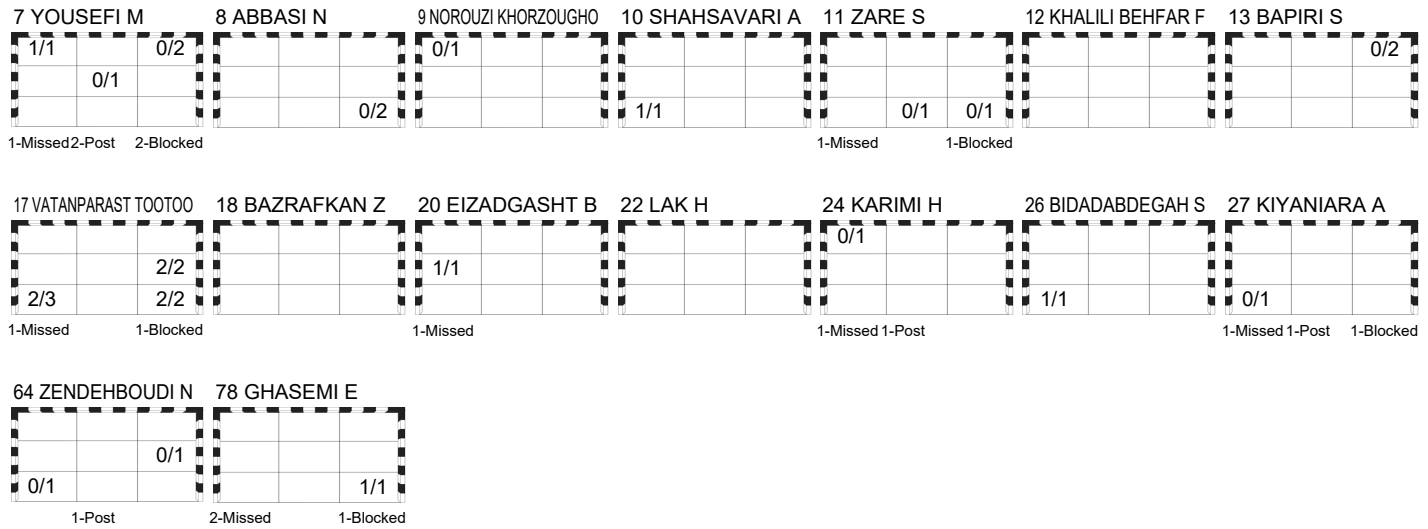 7 YOUSEFI M 8 ABBASI N 9 NOROUZI KHORZOUGHO 10 SHAHSAVARI A 11 ZARE S 12 KHALILI BEHFAR F 13 BAPIRI S
1/1 0/2 0/1 0/2
0/1
0/2 1/1 0/1 0/1
1-Missed 2-Post 2-Blocked 1-Missed 1-Blocked
17 VATANPARAST TOOTOO 18 BAZRAFKAN Z 20 EIZADGASHT B 22 LAK H 24 KARIMI H 26 BIDADABDEGAH S 27 KIYANIARA A
0/1
2/2 1/1
2/3 2/2 1/1 0/1
1-Missed 1-Blocked 1-Missed 1-Missed 1-Post 1-Missed 1-Post 1-Blocked
64 ZENDEHBOUDI N 78 GHASEMI E
0/1
0/1 1/1
1-Post 2-Missed 1-Blocked